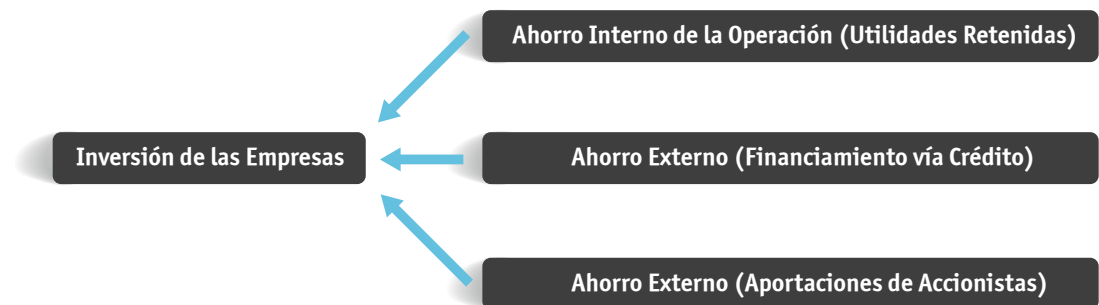 Ahorro Interno de la Operación (Utilidades Retenidas)
Inversión de las Empresas
Ahorro Externo (Financiamiento vía Crédito)
Ahorro Externo (Aportaciones de Accionistas)